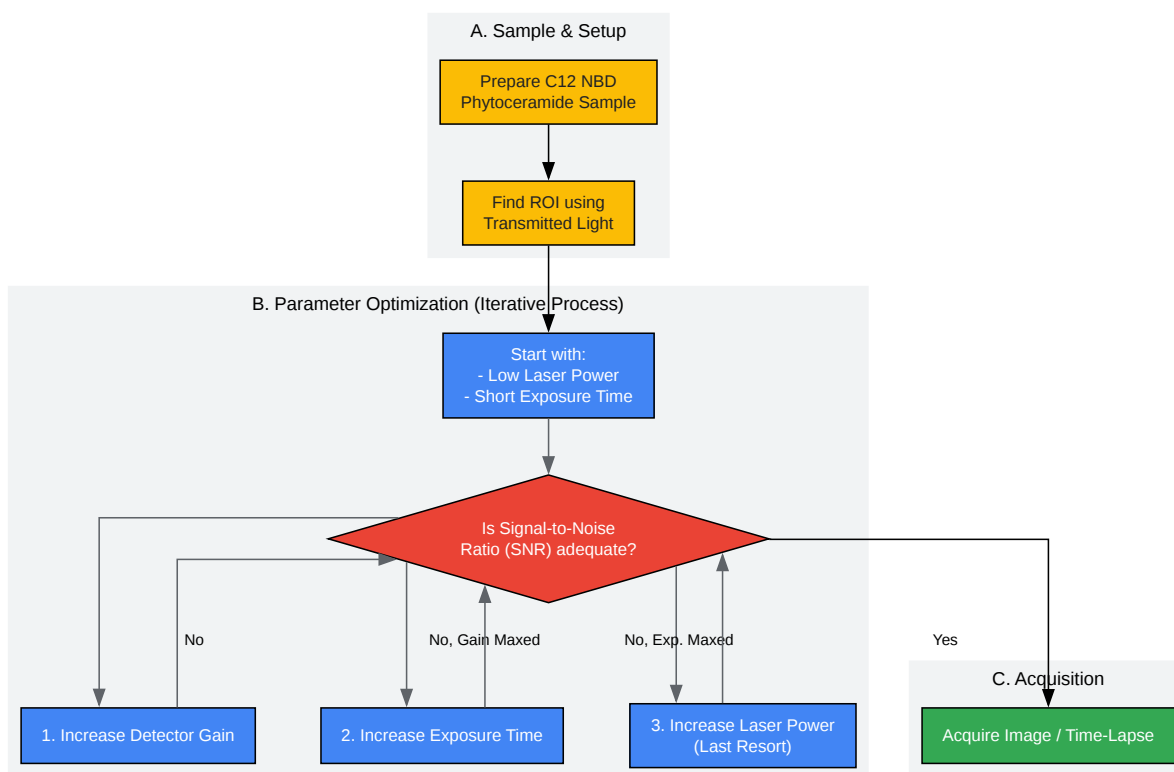 A. Sample & Setup
Prepare C12 NBD
Phytoceramide Sample
Find ROI using
Transmitted Light
B. Parameter Optimization (Iterative Process)
Start with:
- Low Laser Power
- Short Exposure Time
Is Signal-to-Noise
Ratio (SNR) adequate?
No
No, Gain Maxed
No, Exp. Maxed
Yes
1. Increase Detector Gain
2. Increase Exposure Time
3. Increase Laser Power
(Last Resort)
C. Acquisition
Acquire Image / Time-Lapse